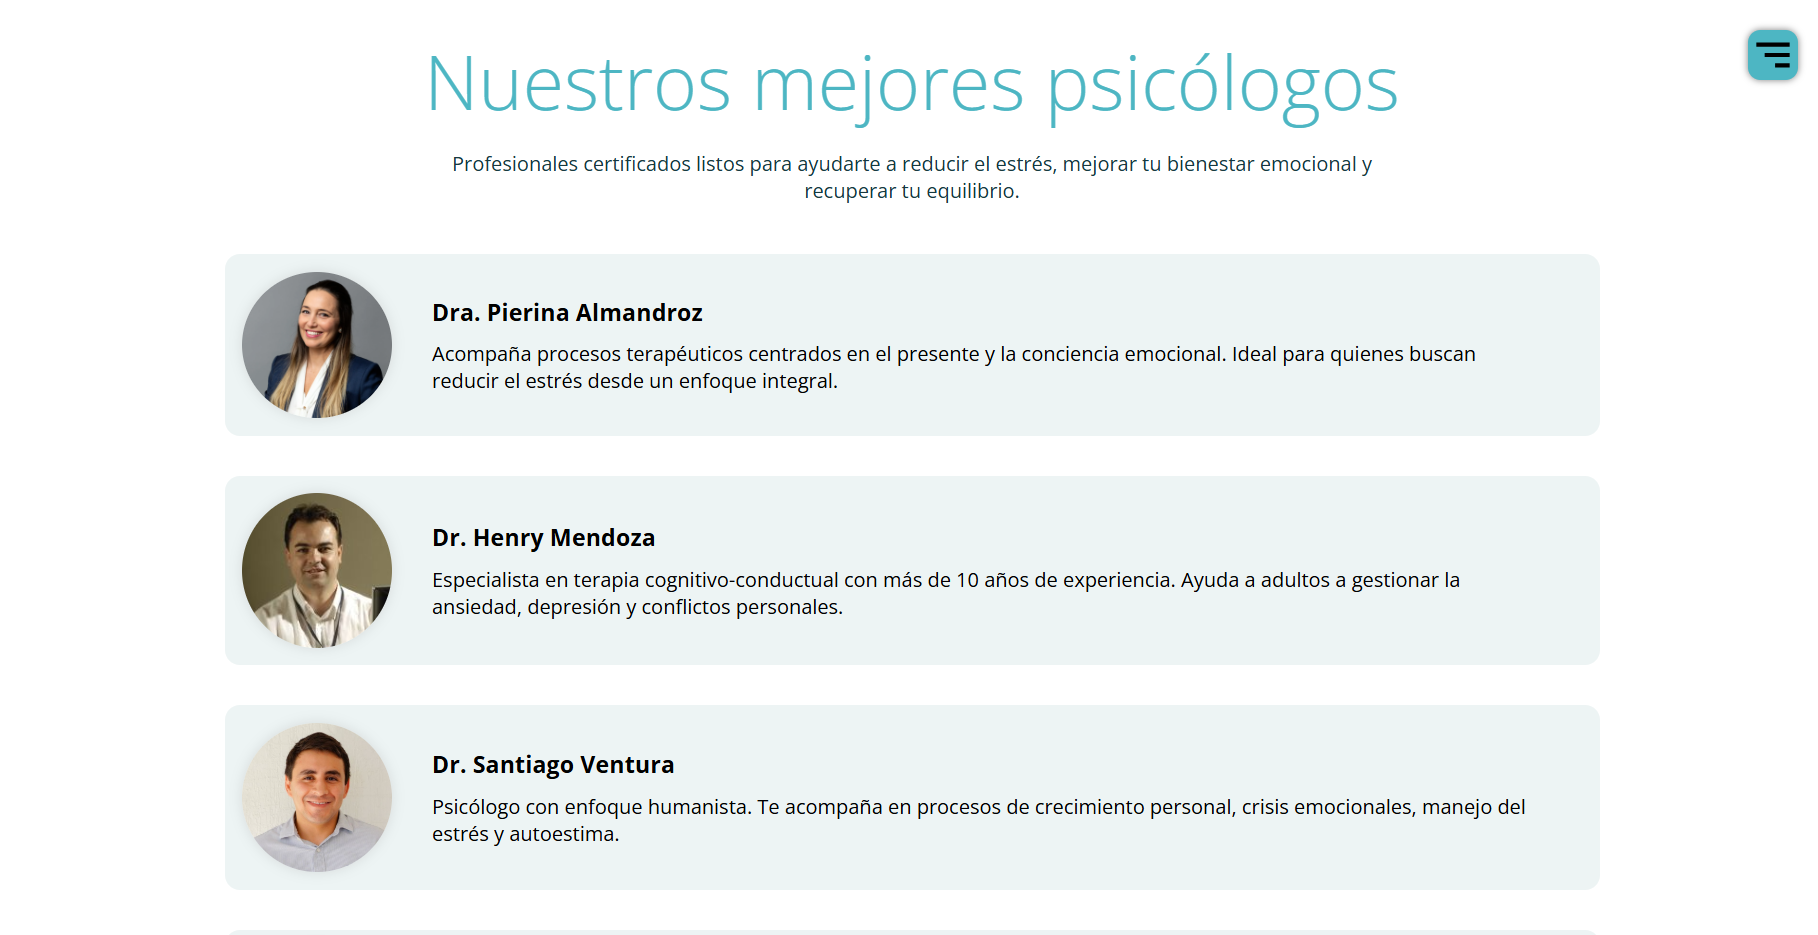 Nuestros mejores psicólogos
Profesionales certificados listos para ayudarte a reducir el estrés, mejorar tu bienestar emocional y
recuperar tu equilibrio.
Dra. Pierina Almandroz
Acompaña procesos terapéuticos centrados en el presente y la conciencia emocional. Ideal para quienes buscan
reducir el estrés desde un enfoque integral.
Dr. Henry Mendoza
Especialista en terapia cognitivo-conductual con más de 10 años de experiencia. Ayuda a adultos a gestionar la
ansiedad, depresión y conflictos personales.
Dr. Santiago Ventura
Psicólogo con enfoque humanista. Te acompaña en procesos de crecimiento personal, crisis emocionales, manejo del
estrés y autoestima.